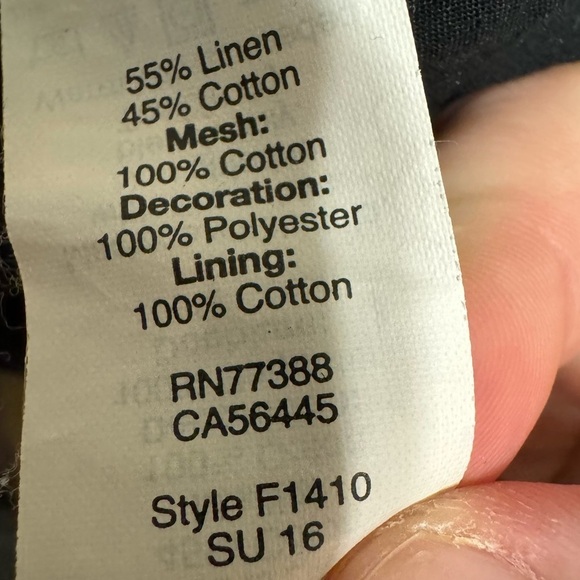 55% Linen
45% Cotton
Mesh:
100% Cotton
Decoration:
100% Polyester
Lining:
100% Cotton
RN77388
CA56445
Style F1410
SU 16